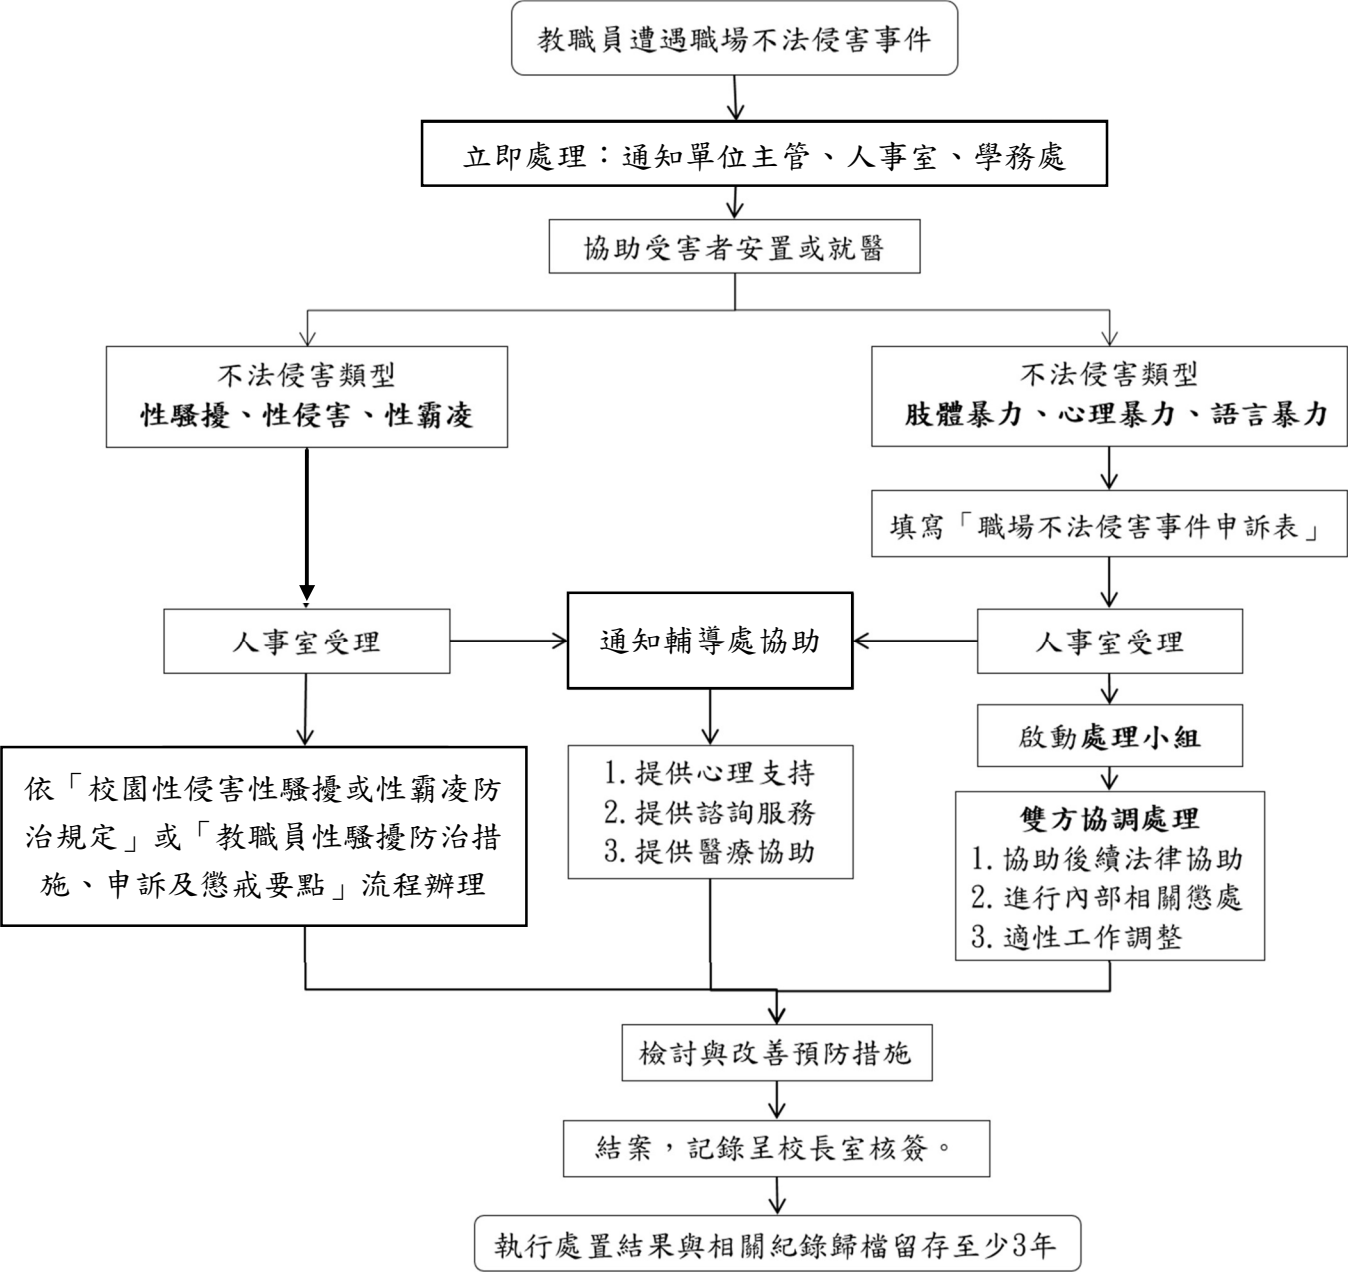 教職員遭遇職場不法侵害事件
立即處理：通知單位主管、人事室、學務處
協助受害者安置或就醫
不法侵害類型
性騷擾、性侵害、性霸凌
不法侵害類型
肢體暴力、心理暴力、語言暴力
填寫「職場不法侵害事件申訴表」
人事室受理
通知輔導處協助
人事室受理
啟動處理小組
依「校園性侵害性騷擾或性霸凌防
治規定」或「教職員性騷擾防治措
施、申訴及懲戒要點」流程辦理
1.提供心理支持
2.提供諮詢服務
3.提供醫療協助
雙方協調處理
1.協助後續法律協助
2.進行內部相關懲處
3.適性工作調整
檢討與改善預防措施
結案，記錄呈校長室核簽。
執行處置結果與相關紀錄歸檔留存至少3年